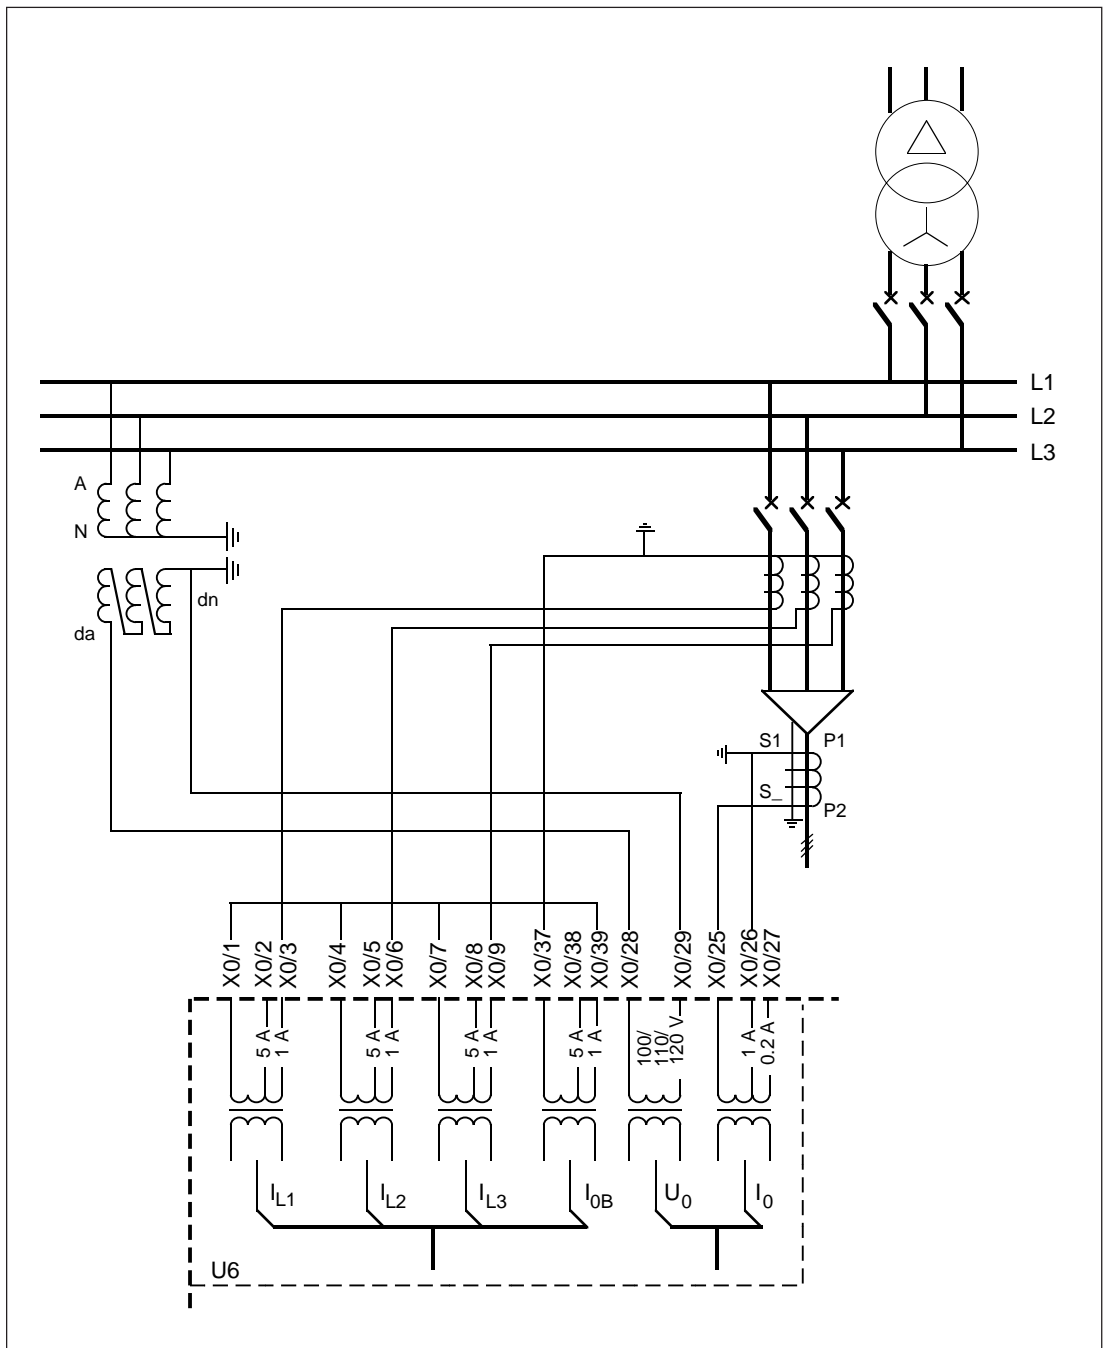 L1
L2
L3
A
N
dn
da
S1
P1
S_
P2
X0/1
X0/2
X0/3
X0/4
X0/5
X0/6
X0/7
X0/8
X0/9
X0/37
X0/38
X0/39
X0/28
X0/29
X0/25
X0/26
X0/27
5 A
1 A
5 A
1 A
5 A
1 A
5 A
1 A
100/
110/
120 V
1 A
0.2 A
IL1
IL2
IL3
I0B
U0
I0
U6